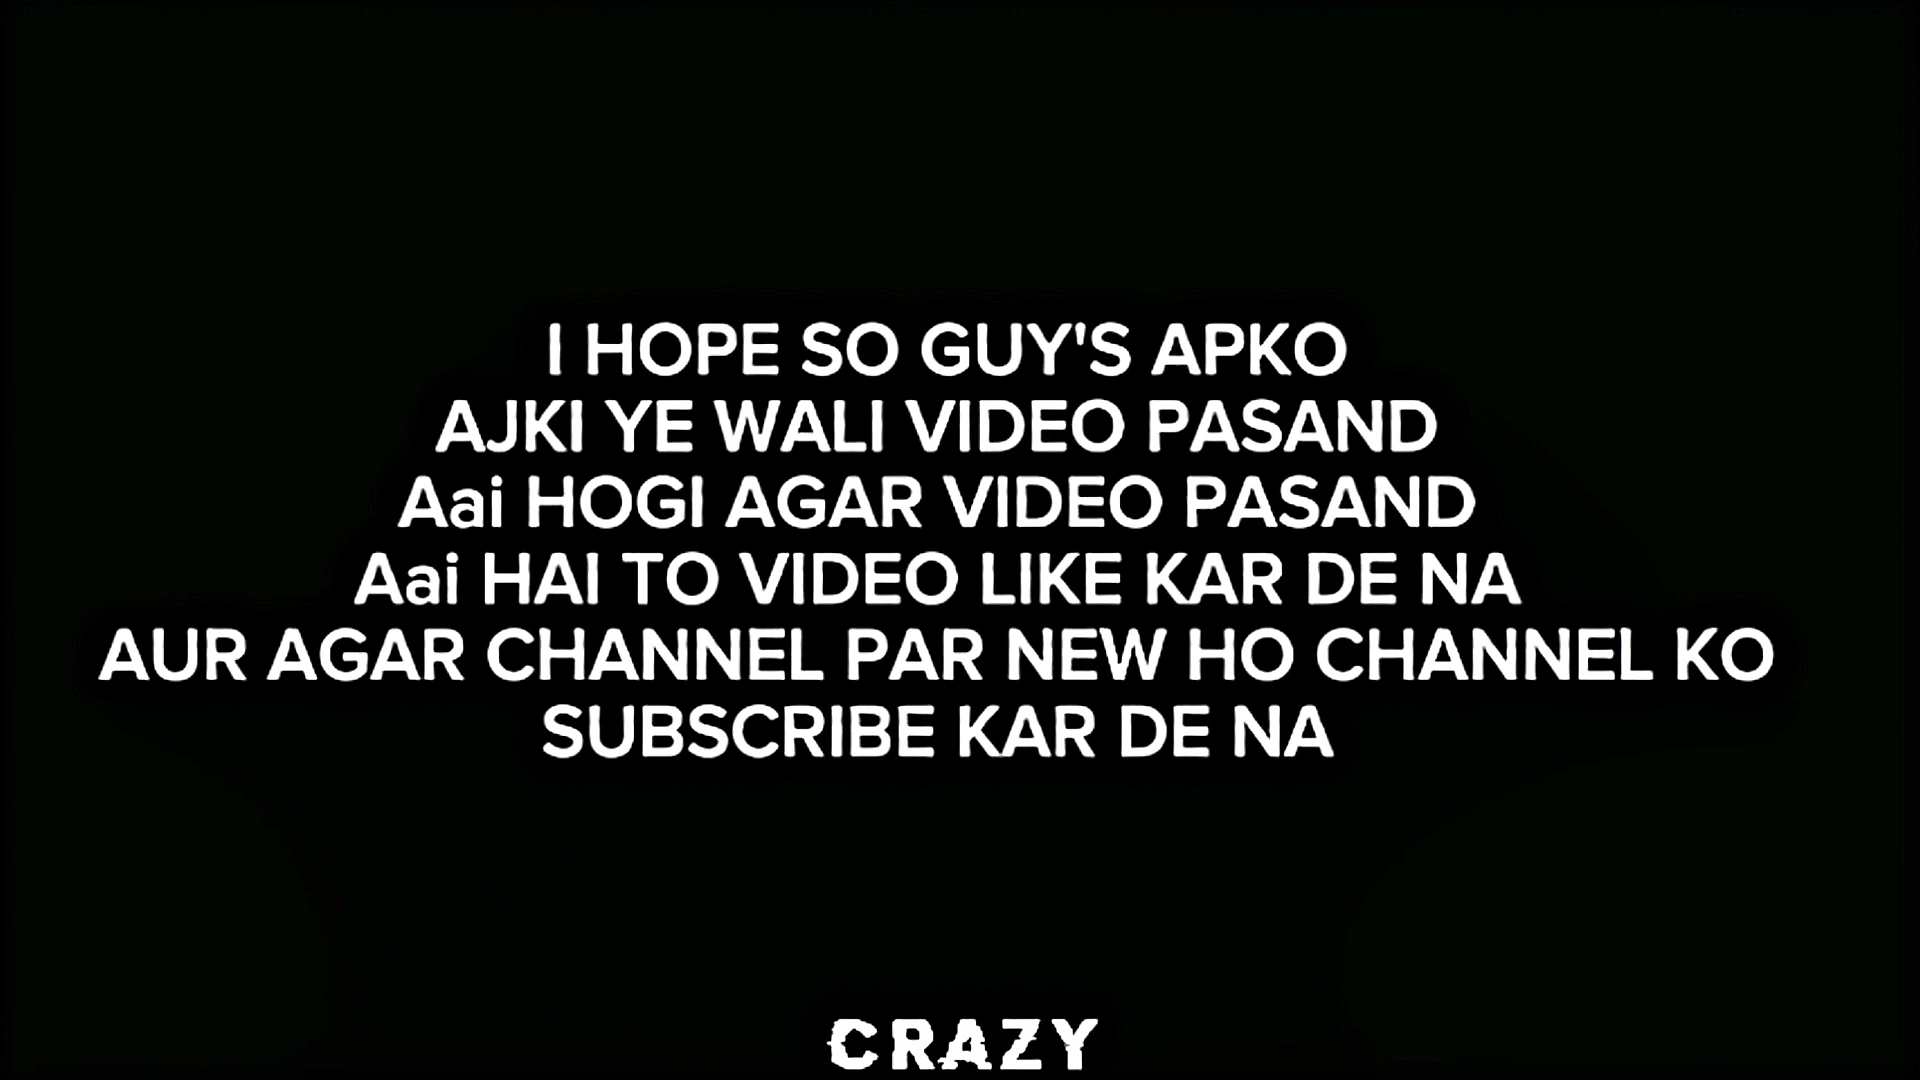 I HOPE SO GUY'S APKO
AJKI YE WALI VIDEO PASAND
Aai HOGI AGAR VIDEO PASAND
Aai HAI TO VIDEO LIKE KAR DE NA
AUR AGAR CHANNEL PAR NEW HO CHANNEL KO
SUBSCRIBE KAR DE NA
CRAZY